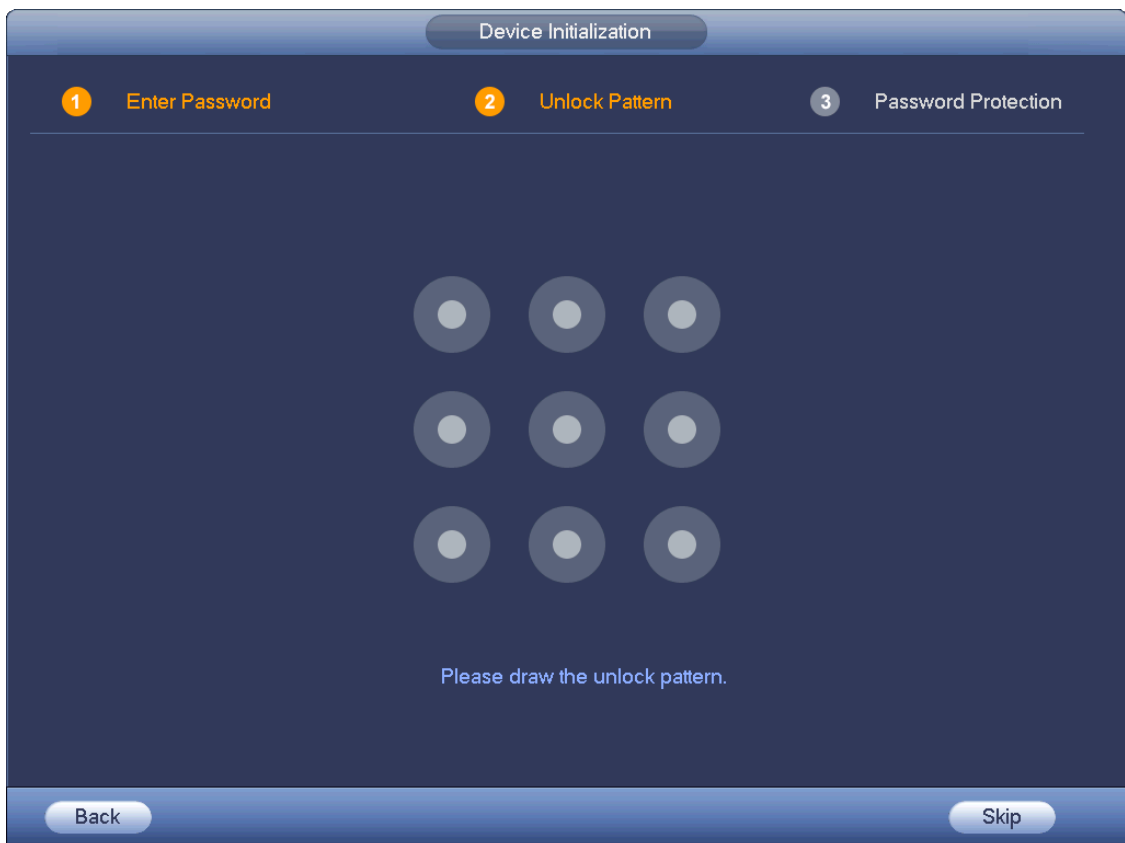 Device Initialization
1 Enter Password 2 Unlock Pattern 3 Password Protection
Please draw the unlock pattern.
Back Skip